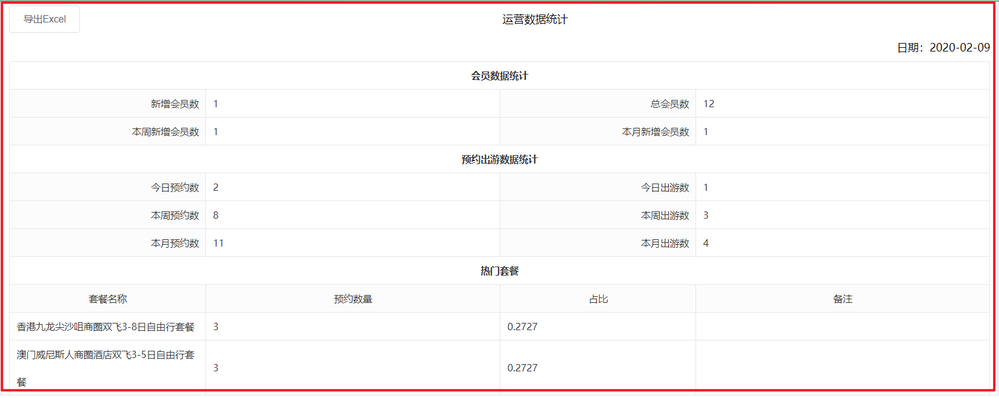 导出Excel
运营数据统计
日期：2020-02-09
会员数据统计
新增会员数 1 总会员数 12
本周新增会员数 1 本月新增会员数 1
预约出游数据统计
今日预约数 2 今日出游数 1
本周预约数 8 本周出游数 3
本月预约数 11 本月出游数 4
热门套餐
套餐名称 预约数量 占比 备注
香港九龙尖沙咀商圈双飞3-8日自由行套餐 3 0.2727
澳门威尼斯人商圈酒店双飞3-5日自由行套
餐 3 0.2727